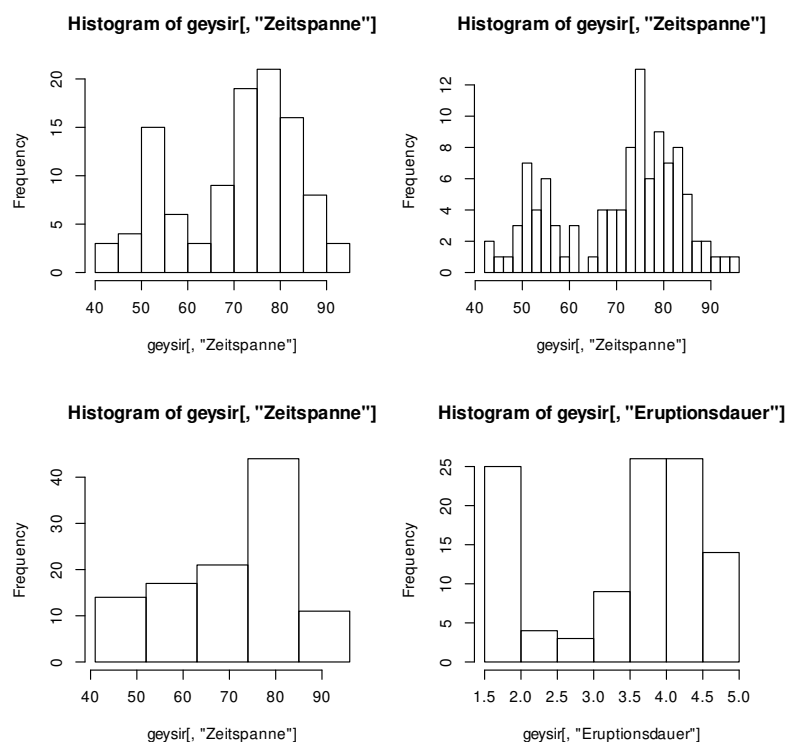 Histogram of geysir[, "Zeitspanne"]
Frequency
0 5 10 15 20
40 50 60 70 80 90
geysir[, "Zeitspanne"]
Histogram of geysir[, "Zeitspanne"]
Frequency
0 2 4 6 8 10 12
40 50 60 70 80 90
geysir[, "Zeitspanne"]
Histogram of geysir[, "Zeitspanne"]
Frequency
0 10 20 30 40
40 50 60 70 80 90
geysir[, "Zeitspanne"]
Histogram of geysir[, "Eruptionsdauer"]
Frequency
0 5 10 15 20 25
1.5 2.0 2.5 3.0 3.5 4.0 4.5 5.0
geysir[, "Eruptionsdauer"]